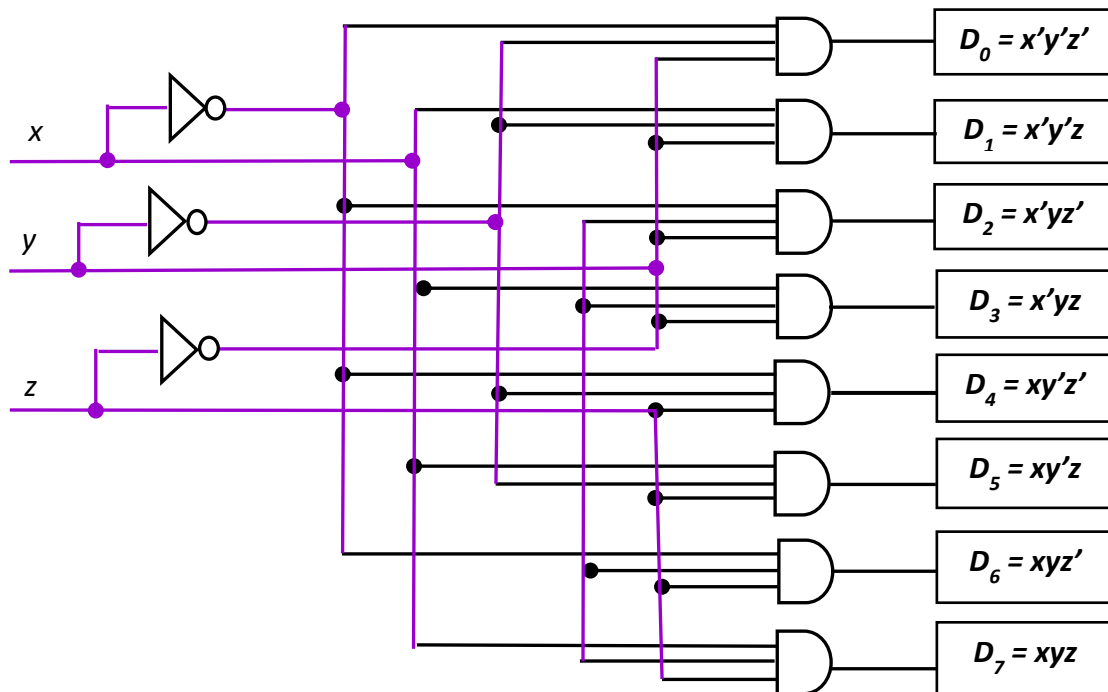 D₀ = x’y’z’
x
D₁ = x’y’z
y
D₂ = x’yz’
D₃ = x’yz
z
D₄ = xy’z’
D₅ = xy’z
D₆ = xyz’
D₇ = xyz